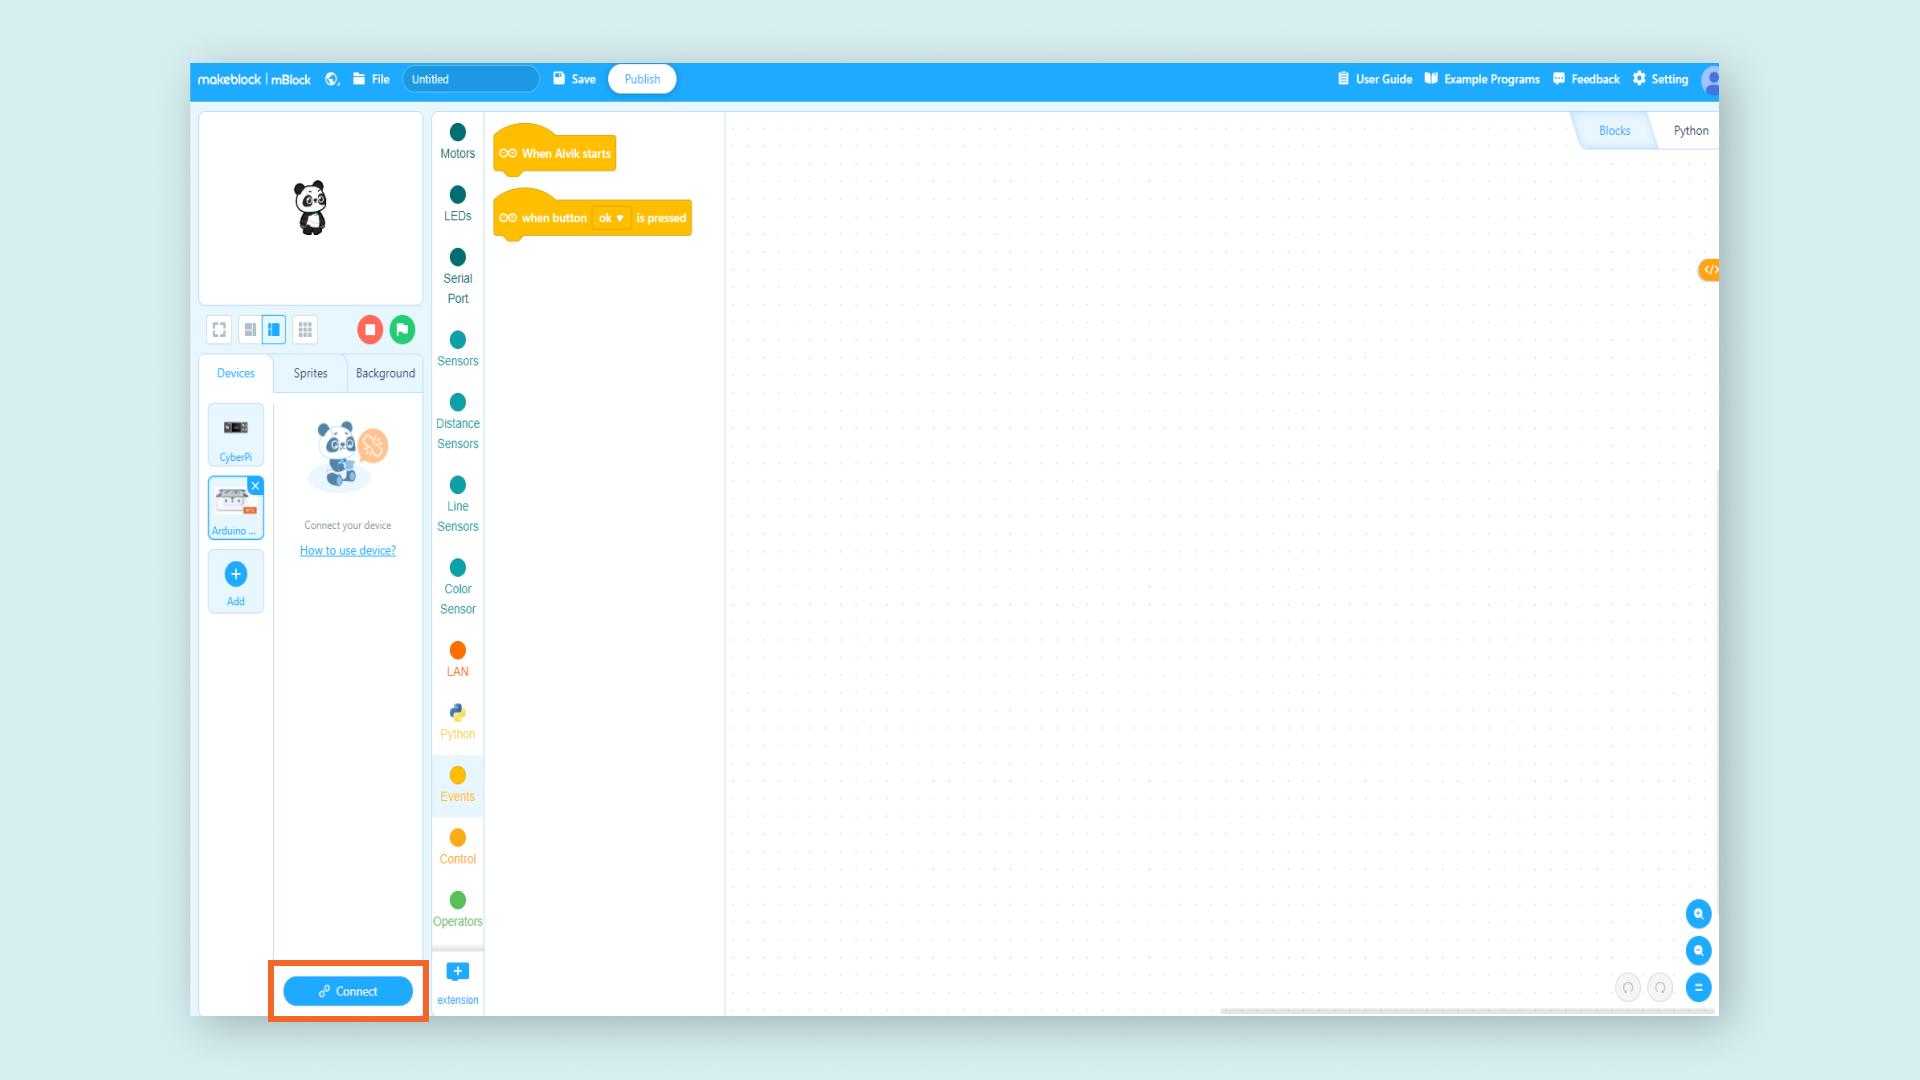 makeblock | mBlock File Untitled Save Publish User Guide Example Programs Feedback Setting
Blocks Python
Motors
LEDs
Serial
Port
Sensors
Distance
Sensors
Line
Sensors
Color
Sensor
LAN
Python
Events
Control
Operators
extension
When Alvik starts
when button ok ▼ is pressed
Devices Sprites Background
CyberPi
Arduino ...
Add
Connect your device
How to use device?
Connect